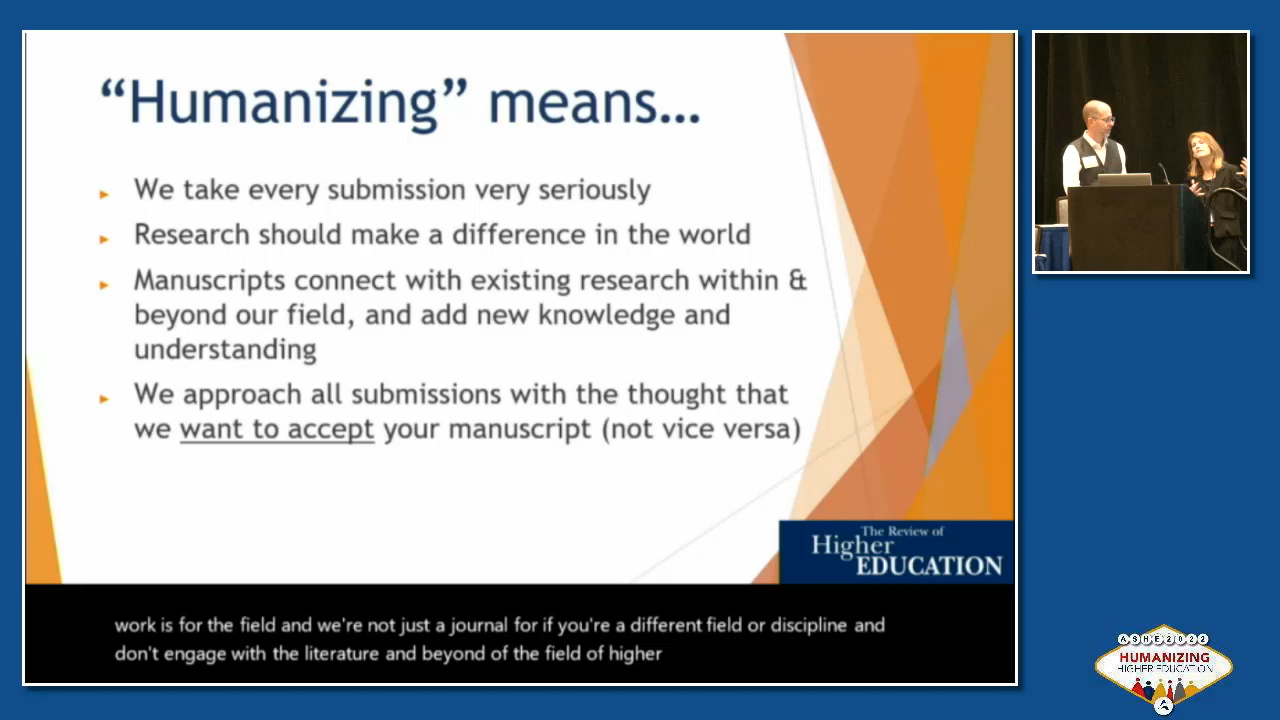 “Humanizing” means…
We take every submission very seriously
Research should make a difference in the world
Manuscripts connect with existing research within &
beyond our field, and add new knowledge and
understanding
We approach all submissions with the thought that
we want to accept your manuscript (not vice versa)
The Review of
Higher
EDUCATION
work is for the field and we're not just a journal for if you're a different field or discipline and
don't engage with the literature and beyond of the field of higher
ASHE2022
HUMANIZING
HIGHER EDUCATION
A